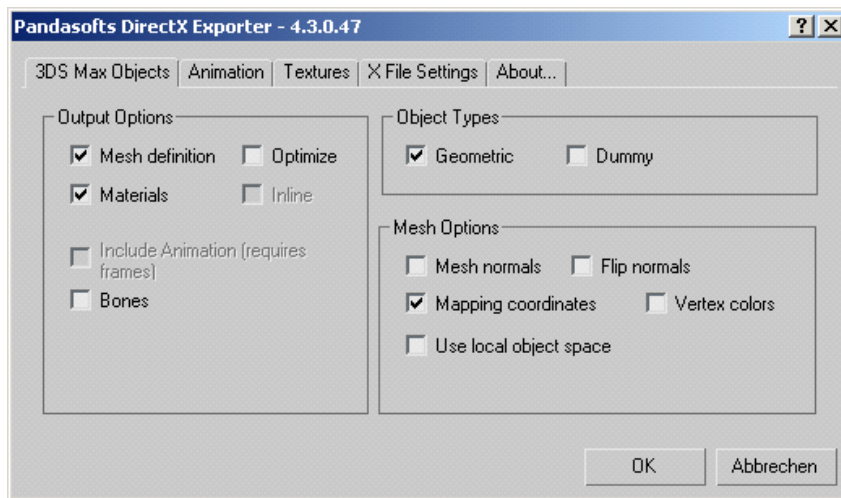 Pandasofts DirectX Exporter - 4.3.0.47
3DS Max Objects Animation Textures X File Settings About...
Output Options
Mesh definition Optimize
Materials Inline
Include Animation (requires
frames)
Bones
Object Types
Geometric Dummy
Mesh Options
Mesh normals Flip normals
Mapping coordinates Vertex colors
Use local object space
OK Abbrechen